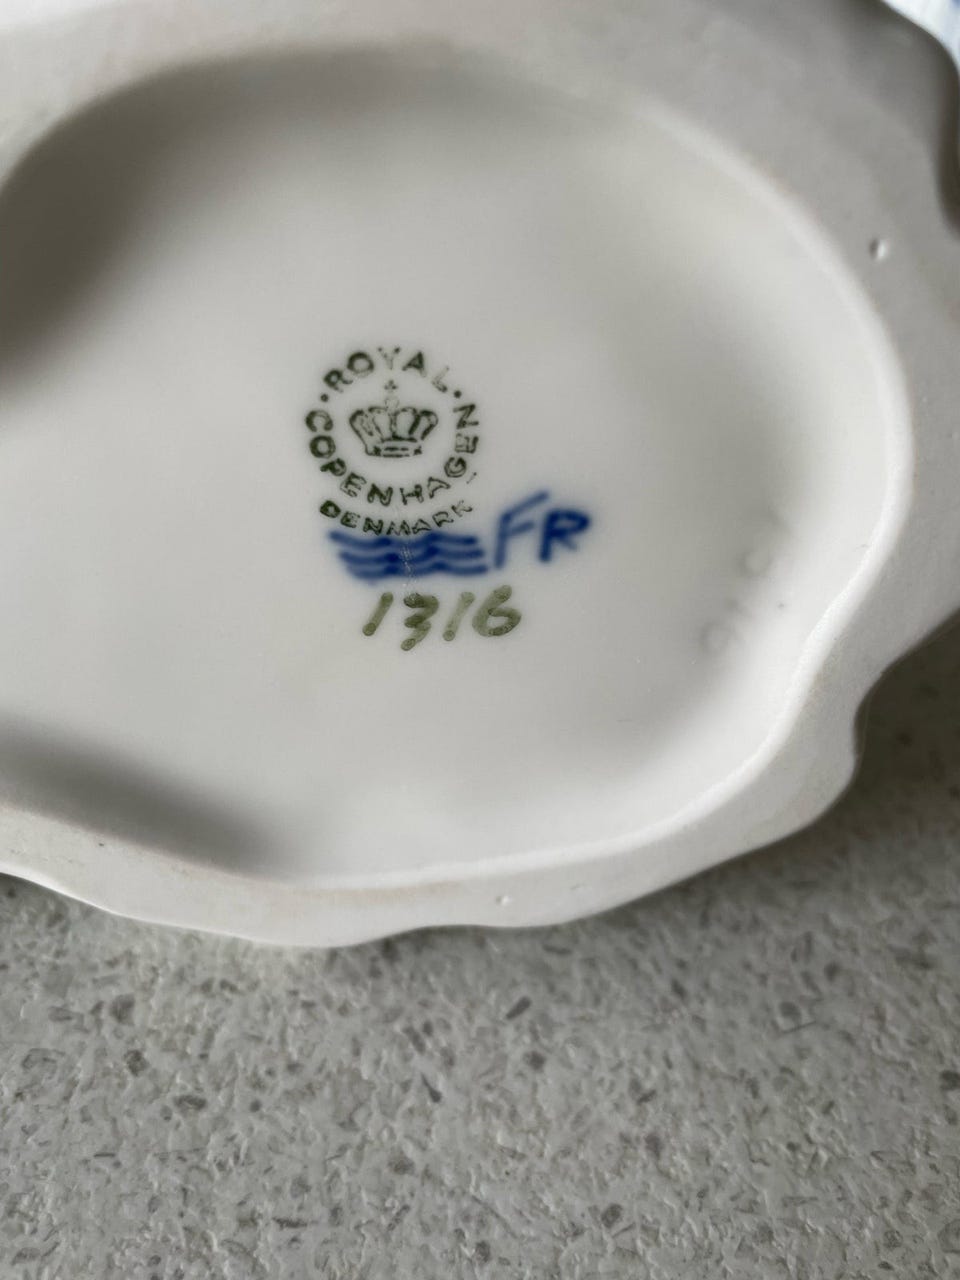 ROYAL
COPENHAGEN
DENMARK
FR
1316